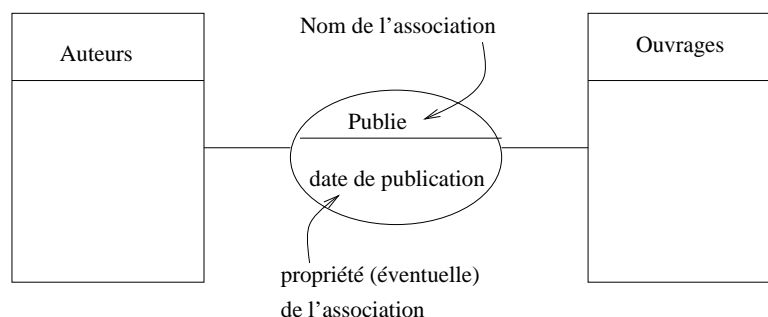 Nom de l'association
Auteurs
Ouvrages
Publie
date de publication
propriété (éventuelle)
de l'association